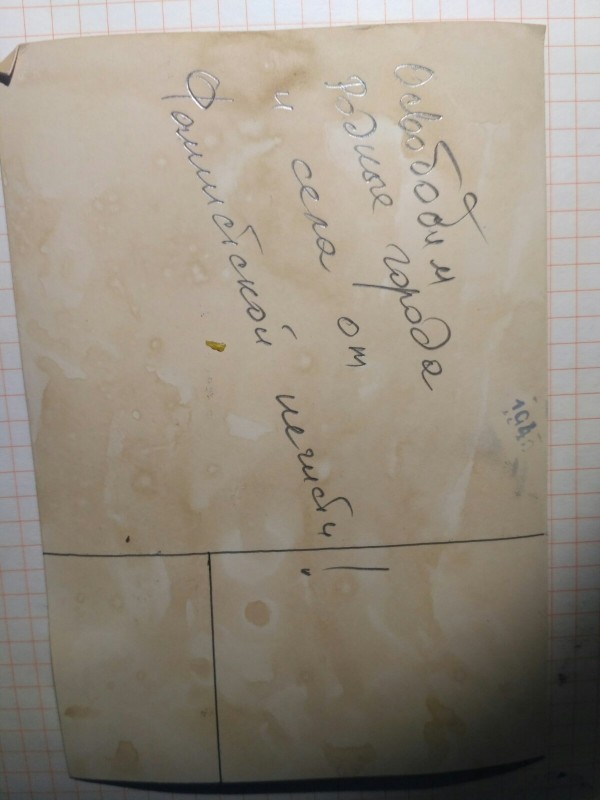 Освободим
родные города
и села от
фашистской нечисти!